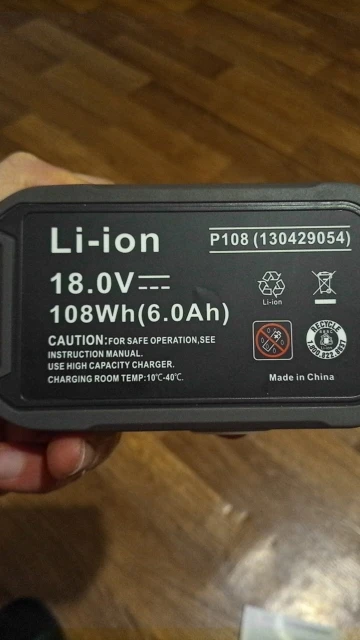 Li-ion
P108 (130429054)
18.0V
108Wh(6.0Ah)
Li-ion
CAUTION:FOR SAFE OPERATION,SEE
INSTRUCTION MANUAL.
USE HIGH CAPACITY CHARGER.
CHARGING ROOM TEMP:10℃-40℃.
RECYCLE
Made in China